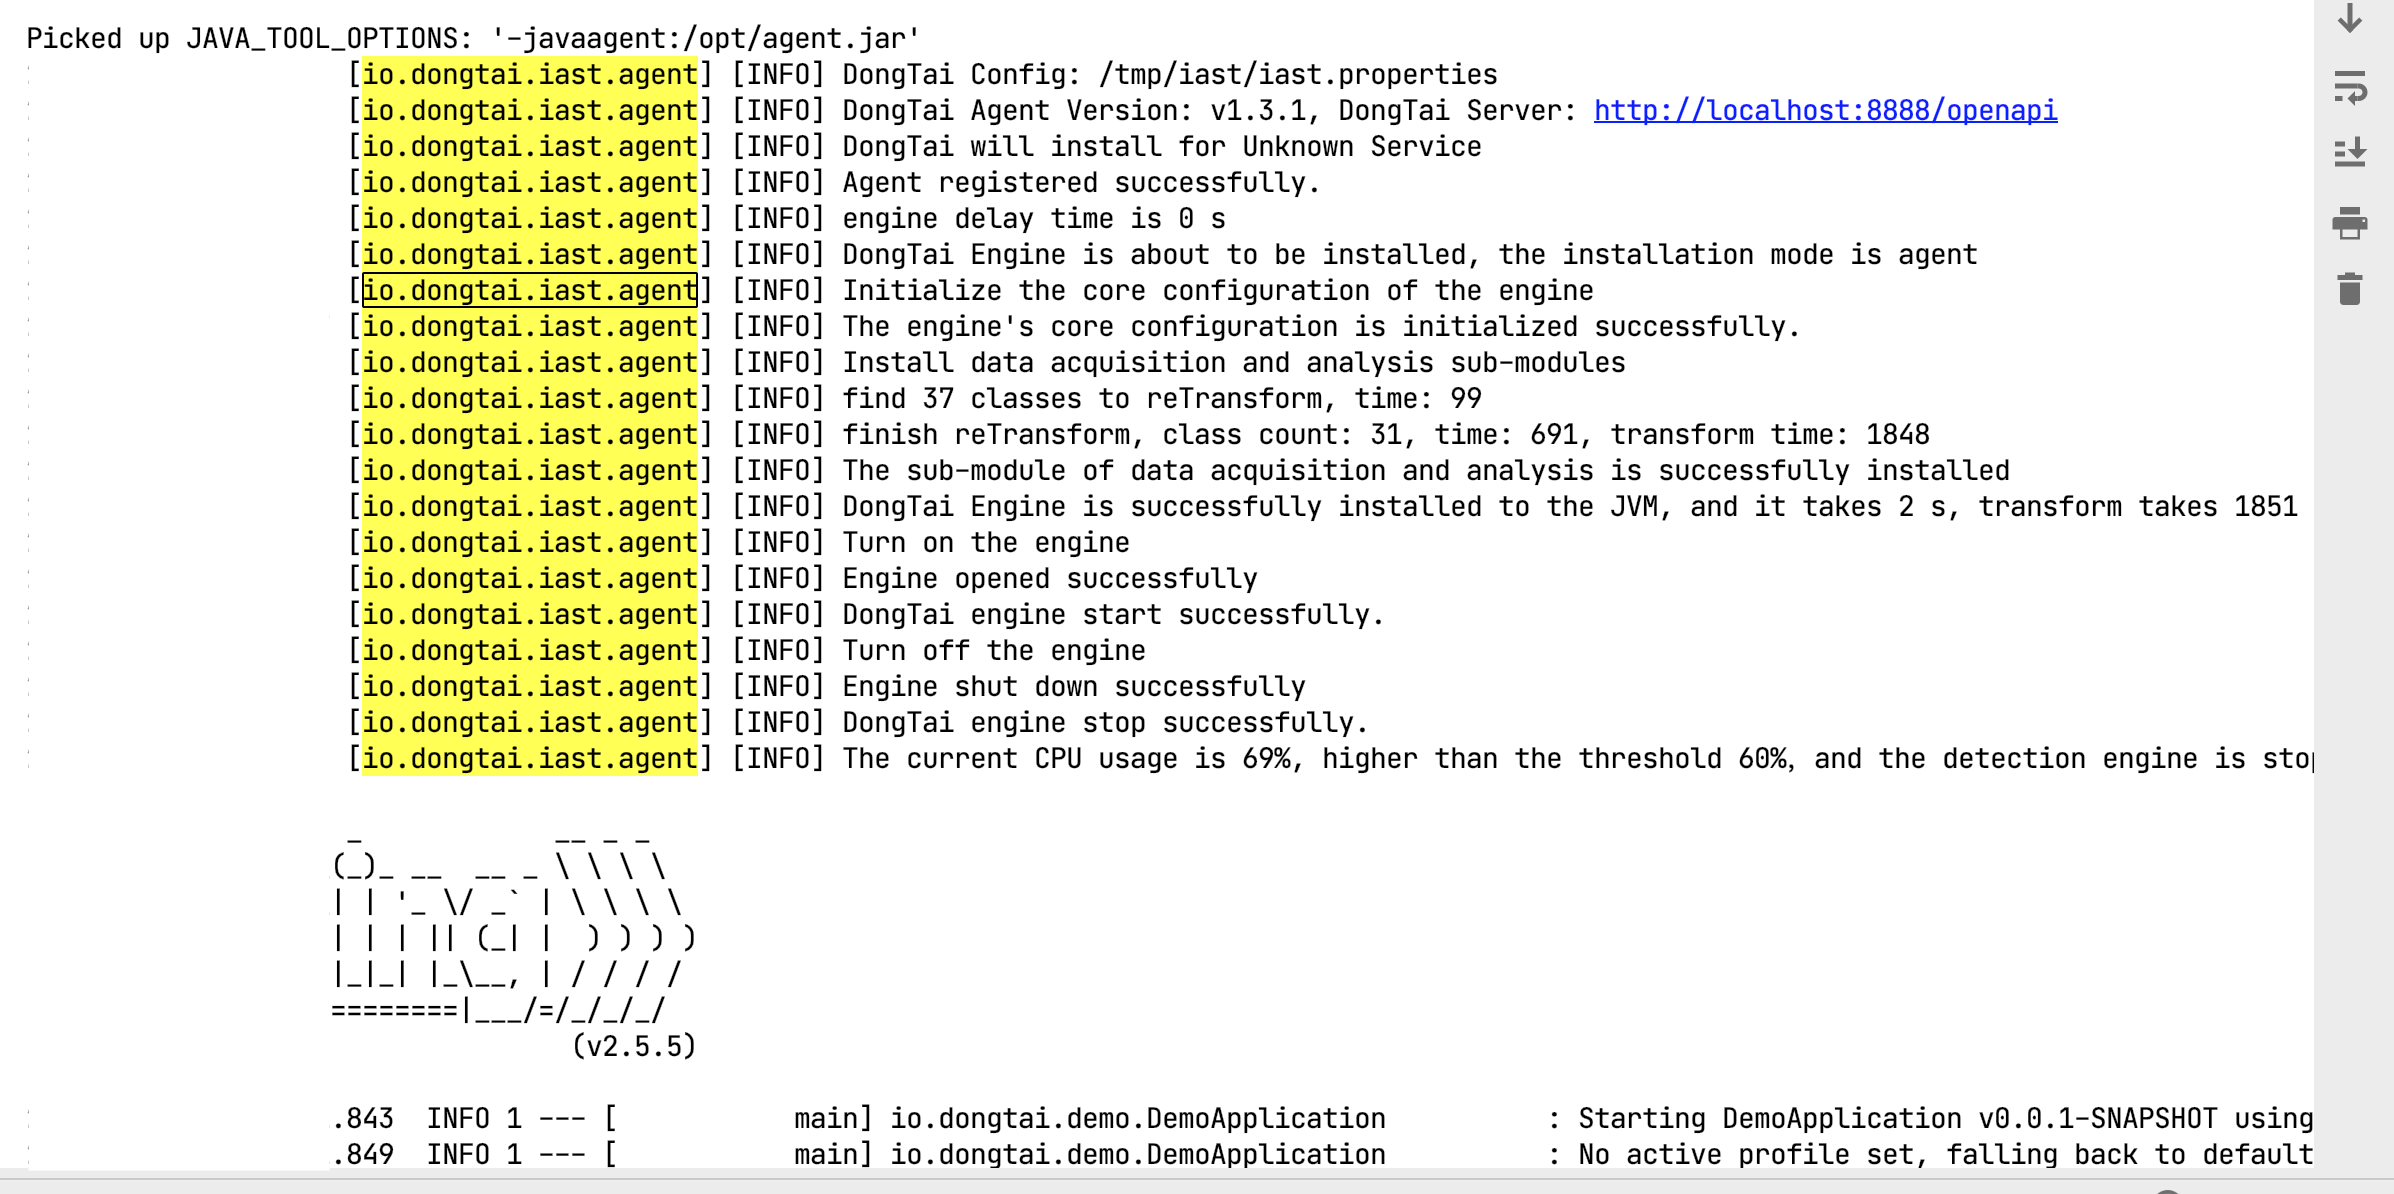 Picked up JAVA_TOOL_OPTIONS: '-javaagent:/opt/agent.jar'
[io.dongtai.iast.agent] [INFO] DongTai Config: /tmp/iast/iast.properties
[io.dongtai.iast.agent] [INFO] DongTai Agent Version: v1.3.1, DongTai Server: http://localhost:8888/openapi
[io.dongtai.iast.agent] [INFO] DongTai will install for Unknown Service
[io.dongtai.iast.agent] [INFO] Agent registered successfully.
[io.dongtai.iast.agent] [INFO] engine delay time is 0 s
[io.dongtai.iast.agent] [INFO] DongTai Engine is about to be installed, the installation mode is agent
[io.dongtai.iast.agent] [INFO] Initialize the core configuration of the engine
[io.dongtai.iast.agent] [INFO] The engine's core configuration is initialized successfully.
[io.dongtai.iast.agent] [INFO] Install data acquisition and analysis sub-modules
[io.dongtai.iast.agent] [INFO] find 37 classes to reTransform, time: 99
[io.dongtai.iast.agent] [INFO] finish reTransform, class count: 31, time: 691, transform time: 1848
[io.dongtai.iast.agent] [INFO] The sub-module of data acquisition and analysis is successfully installed
[io.dongtai.iast.agent] [INFO] DongTai Engine is successfully installed to the JVM, and it takes 2 s, transform takes 1851
[io.dongtai.iast.agent] [INFO] Turn on the engine
[io.dongtai.iast.agent] [INFO] Engine opened successfully
[io.dongtai.iast.agent] [INFO] DongTai engine start successfully.
[io.dongtai.iast.agent] [INFO] Turn off the engine
[io.dongtai.iast.agent] [INFO] Engine shut down successfully
[io.dongtai.iast.agent] [INFO] DongTai engine stop successfully.
[io.dongtai.iast.agent] [INFO] The current CPU usage is 69%, higher than the threshold 60%, and the detection engine is
(v2.5.5)
.843  INFO 1 --- [           main] io.dongtai.demo.DemoApplication          : Starting DemoApplication v0.0.1-SNAPSHOT using
.849  INFO 1 --- [           main] io.dongtai.demo.DemoApplication          : No active profile set, falling back to default